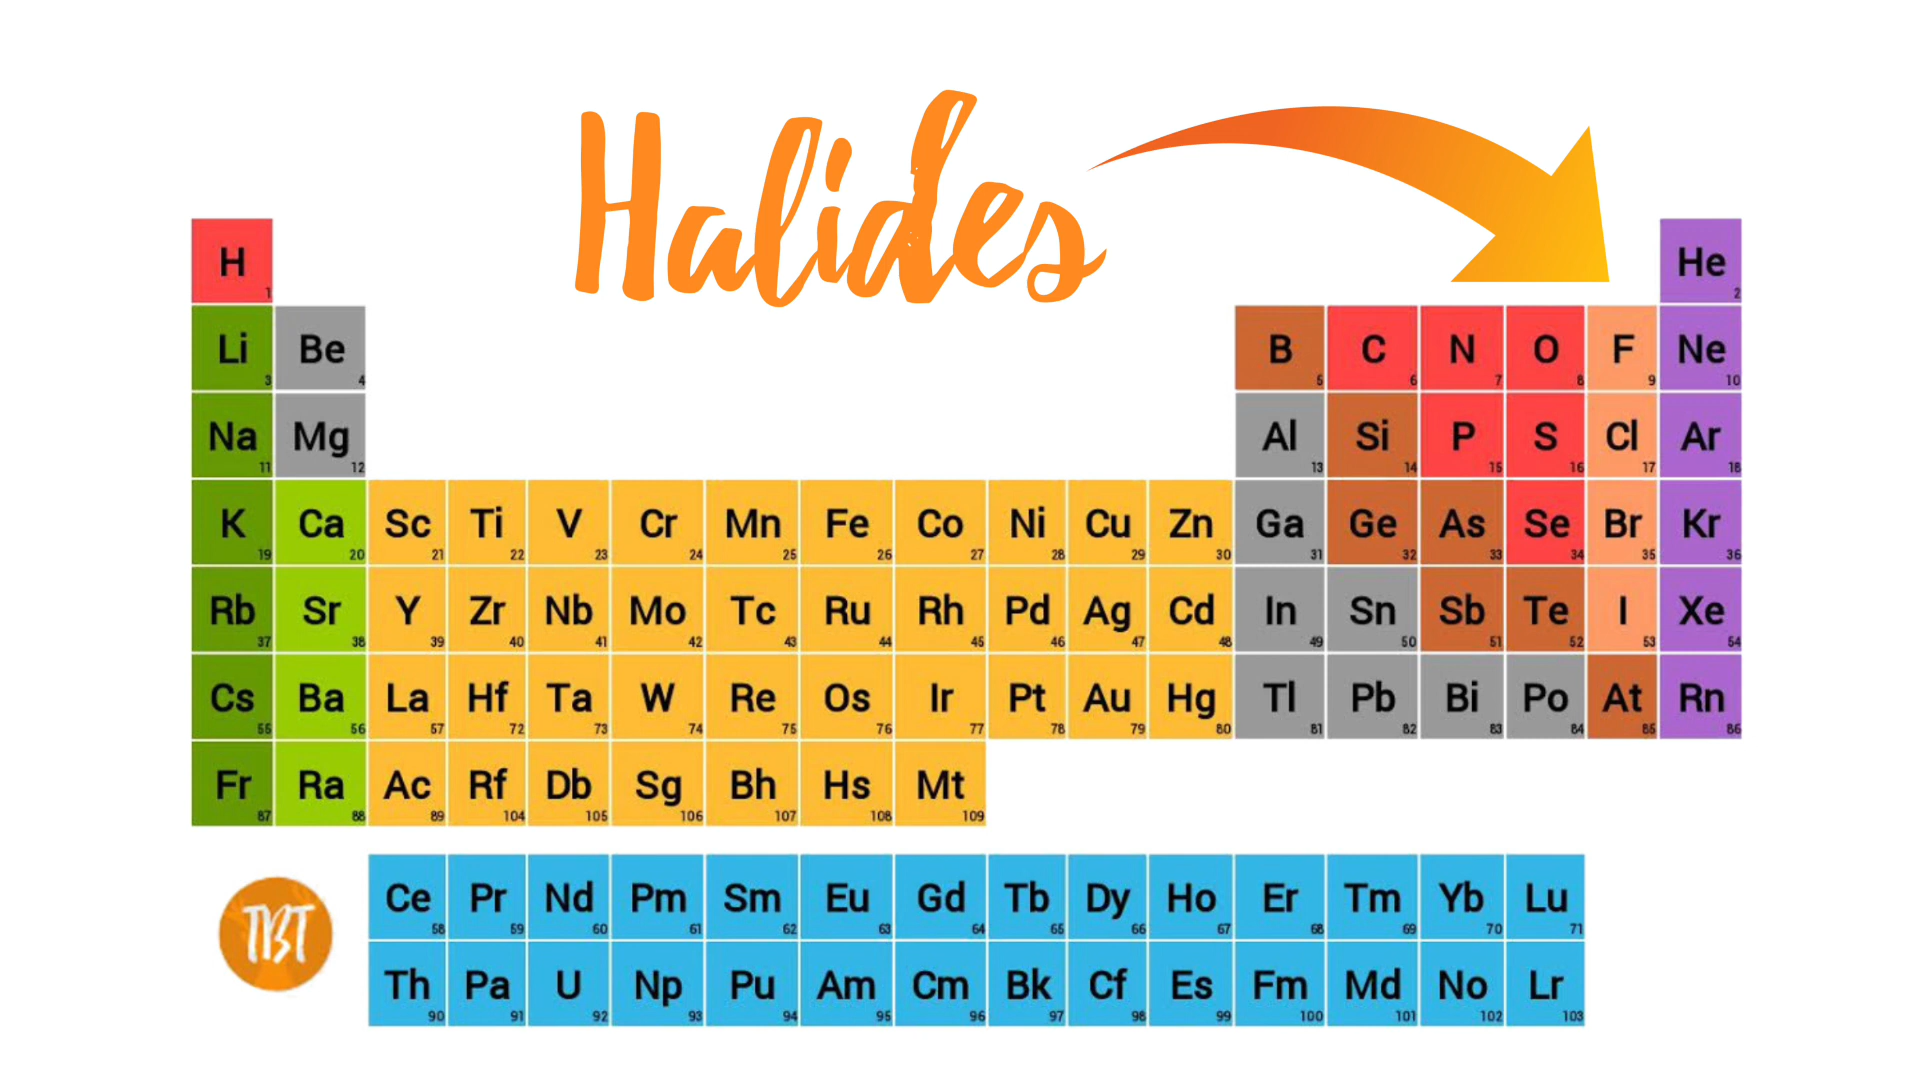 Halides
H 1 He 2
Li 3 Be 4 B 5 C 6 N 7 O 8 F 9 Ne 10
Na 11 Mg 12 Al 13 Si 14 P 15 S 16 Cl 17 Ar 18
K 19 Ca 20 Sc 21 Ti 22 V 23 Cr 24 Mn 25 Fe 26 Co 27 Ni 28 Cu 29 Zn 30 Ga 31 Ge 32 As 33 Se 34 Br 35 Kr 36
Rb 37 Sr 38 Y 39 Zr 40 Nb 41 Mo 42 Tc 43 Ru 44 Rh 45 Pd 46 Ag 47 Cd 48 In 49 Sn 50 Sb 51 Te 52 I 53 Xe 54
Cs 55 Ba 56 La 57 Hf 72 Ta 73 W 74 Re 75 Os 76 Ir 77 Pt 78 Au 79 Hg 80 Tl 81 Pb 82 Bi 83 Po 84 At 85 Rn 86
Fr 87 Ra 88 Ac 89 Rf 104 Db 105 Sg 106 Bh 107 Hs 108 Mt 109
TBT
Ce 58 Pr 59 Nd 60 Pm 61 Sm 62 Eu 63 Gd 64 Tb 65 Dy 66 Ho 67 Er 68 Tm 69 Yb 70 Lu 71
Th 90 Pa 91 U 92 Np 93 Pu 94 Am 95 Cm 96 Bk 97 Cf 98 Es 99 Fm 100 Md 101 No 102 Lr 103